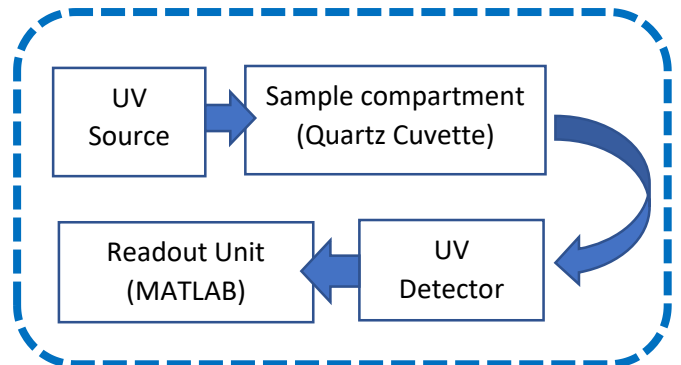 UV
Source
Sample compartment
(Quartz Cuvette)
Readout Unit
(MATLAB)
UV
Detector